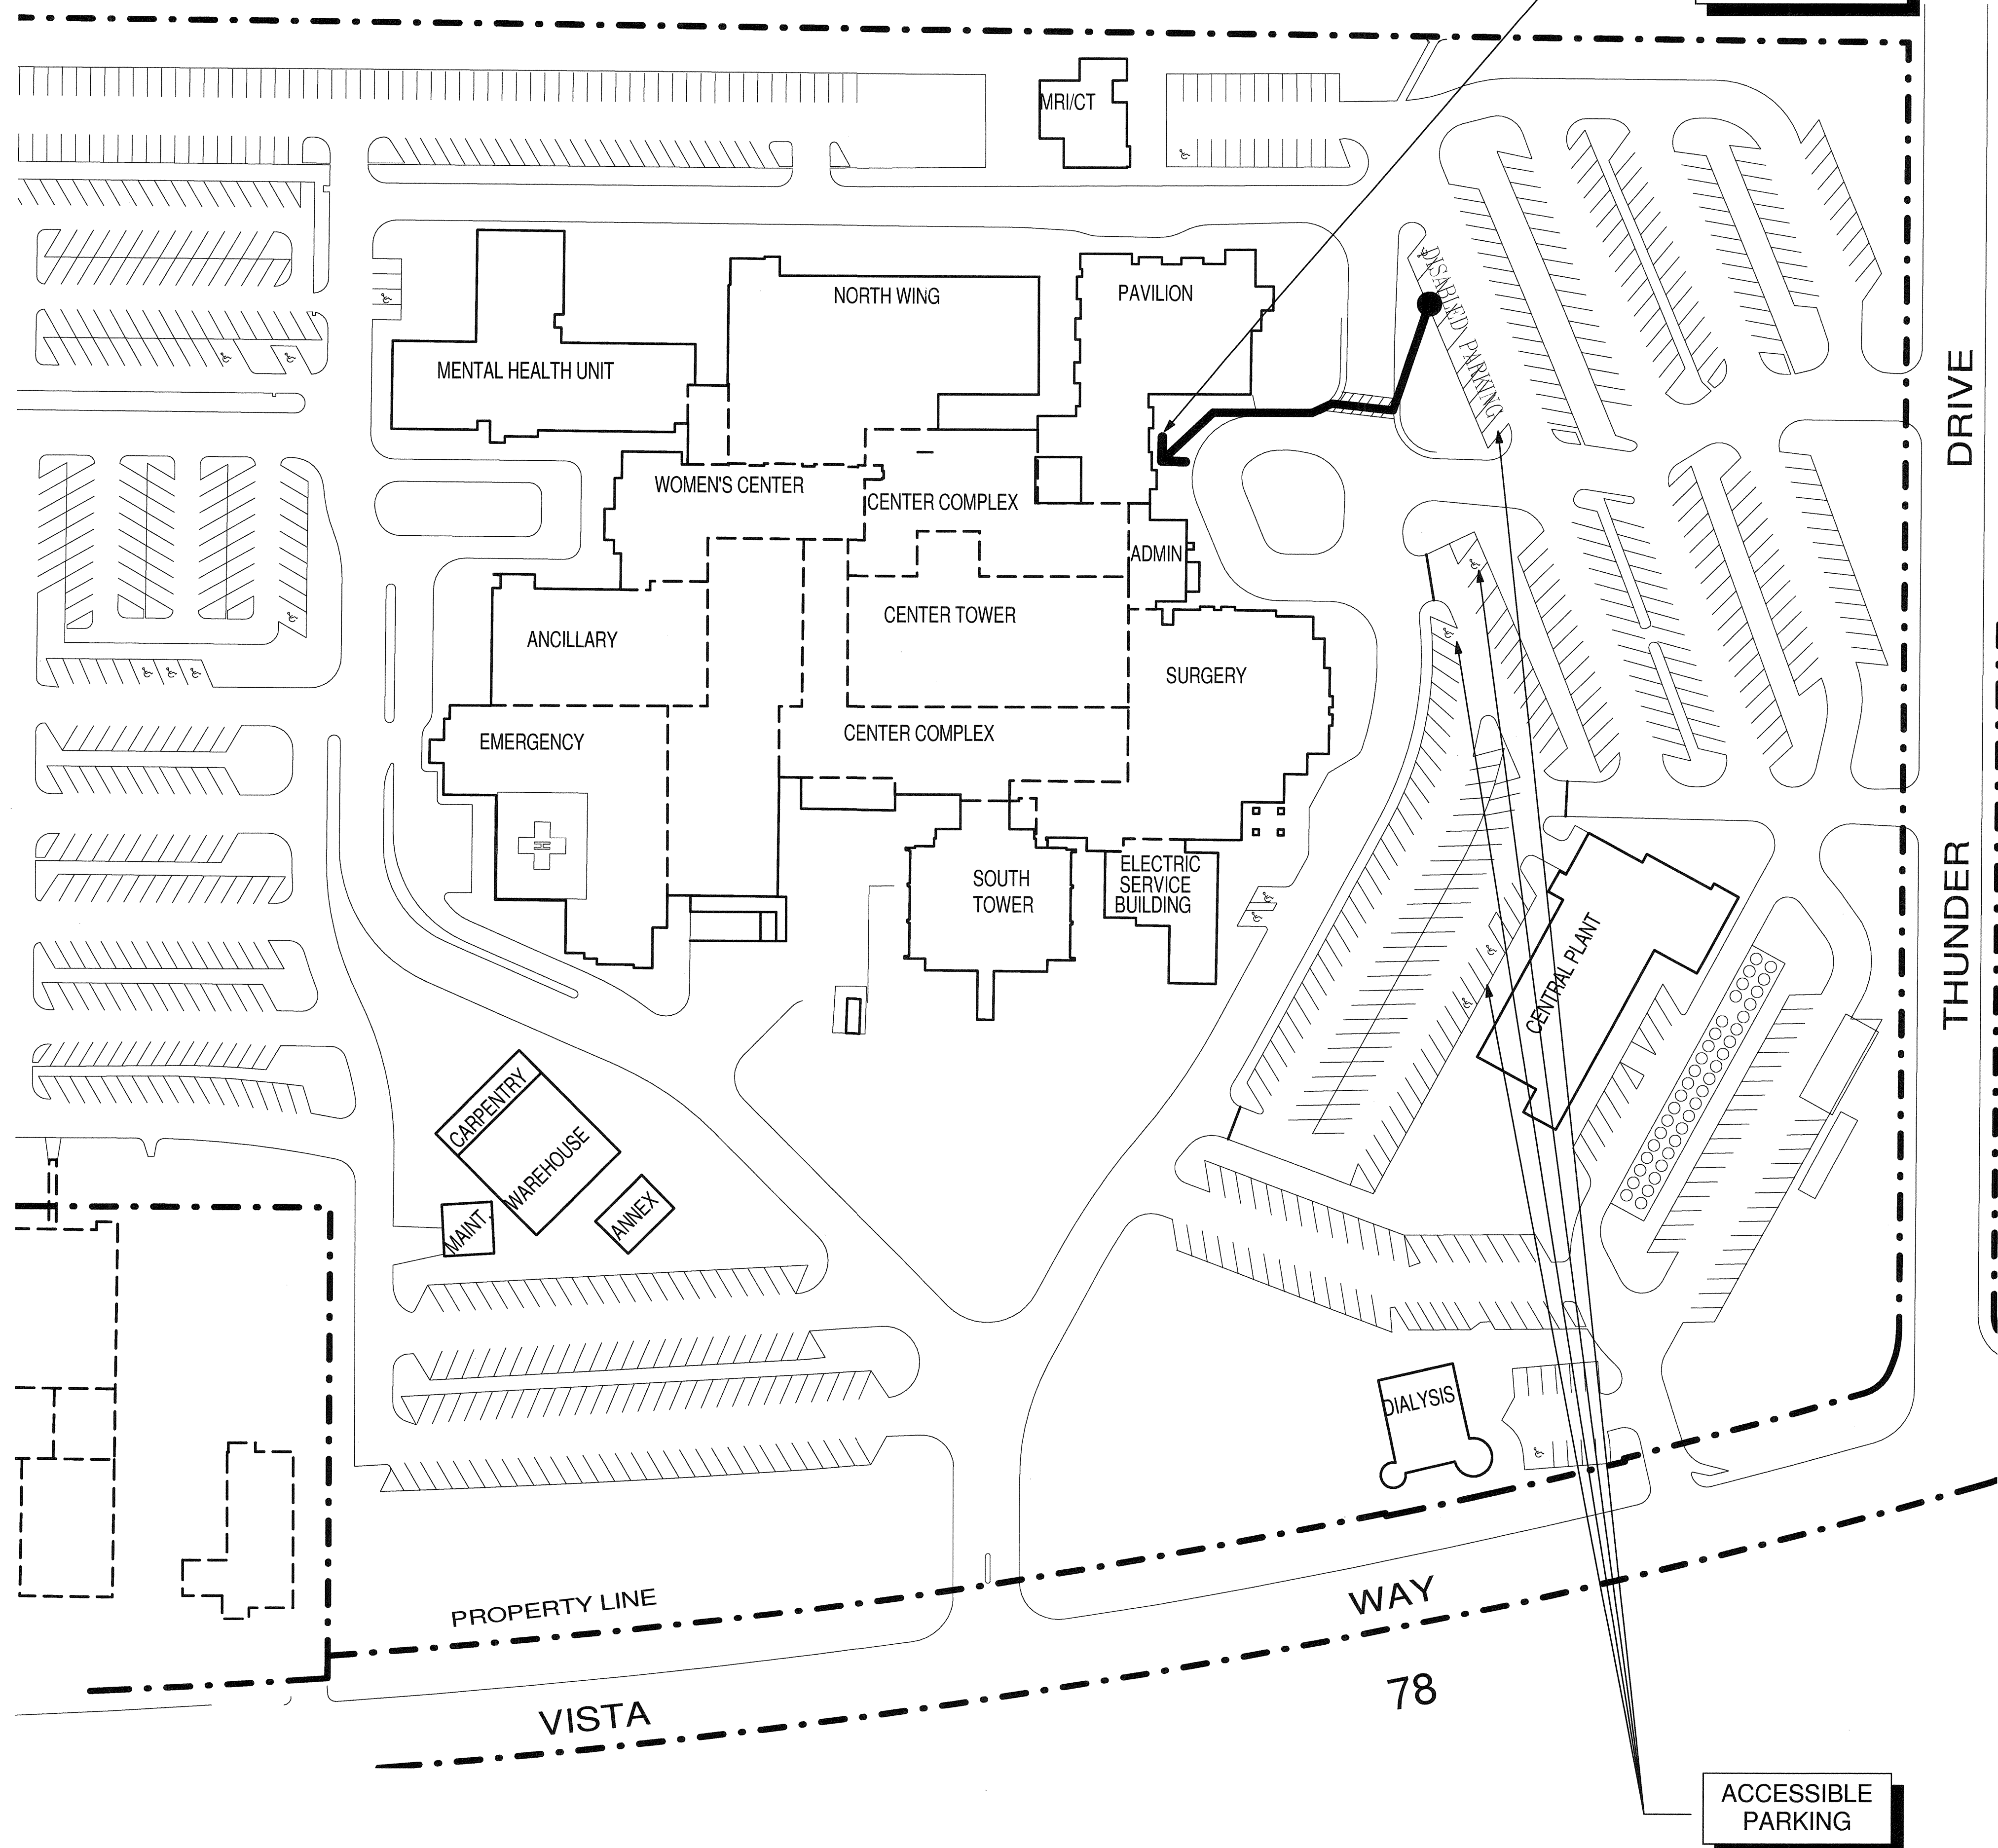 MRI/CT
NORTH WING
PAVILION
DISABLED PARKING
MENTAL HEALTH UNIT
DRIVE
WOMEN'S CENTER
CENTER COMPLEX
ADMIN
CENTER TOWER
ANCILLARY
SURGERY
EMERGENCY
CENTER COMPLEX
H
SOUTH
TOWER
ELECTRIC
SERVICE
BUILDING
CENTRAL PLANT
THUNDER
CARPENTRY
WAREHOUSE
MAINT.
ANNEX
DIALYSIS
PROPERTY LINE
WAY
VISTA
78
ACCESSIBLE
PARKING